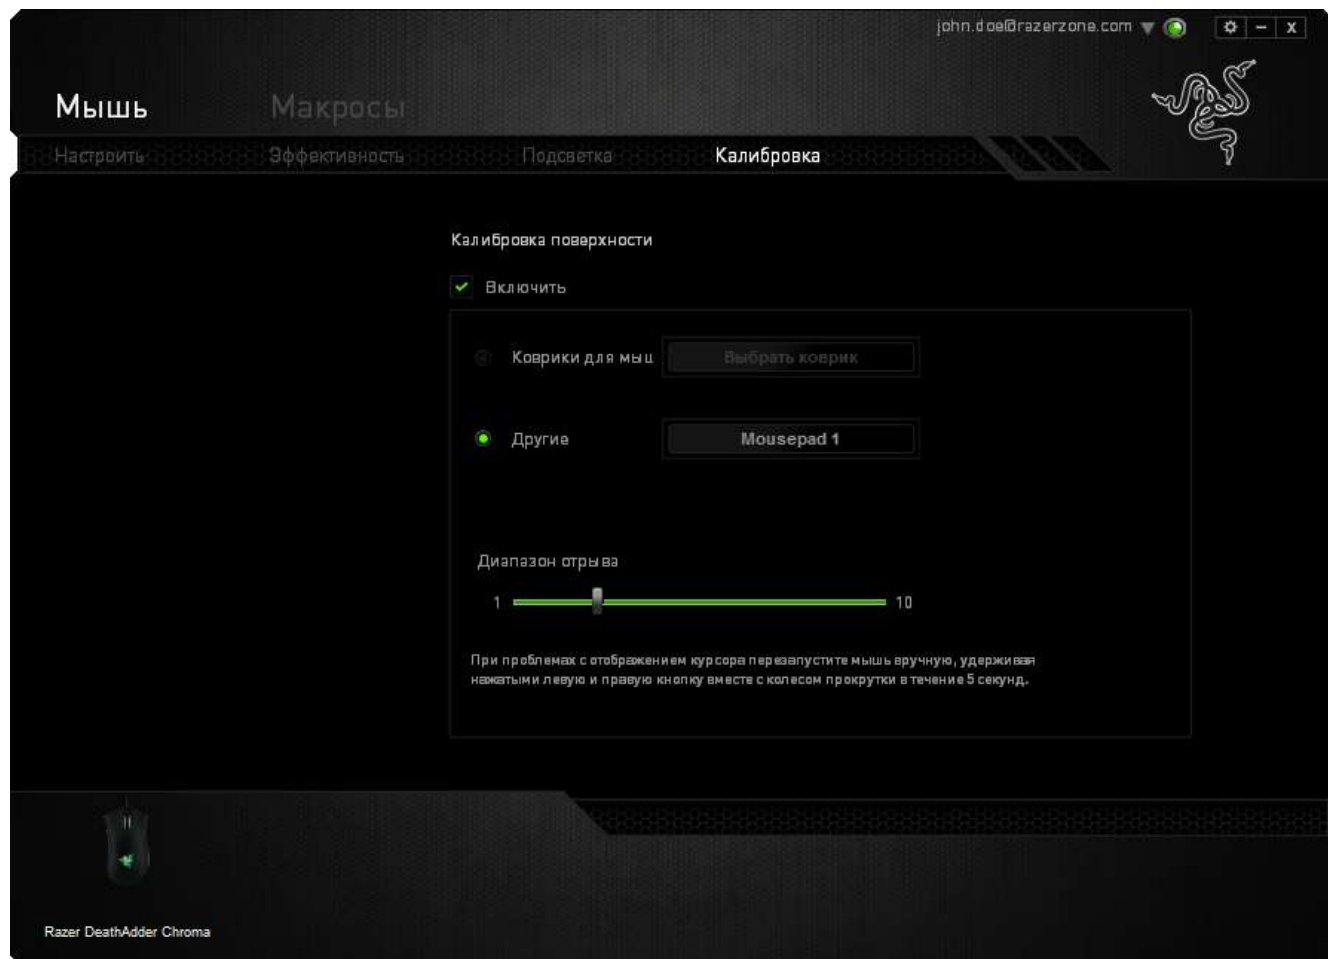 john.doe@razerzone.com
Мышь Макросы
Настроить Эффективность Подсветка Калибровка
Калибровка поверхности
Включить
Коврики для мыш Выбрать коврик
Другие Mousepad 1
Диапазон отрыва
1 10
При проблемах с отображением курсора перезапустите мышь вручную, удерживая
нажатыми левую и правую кнопку вместе с колесом прокрутки в течение 5 секунд.
Razer DeathAdder Chroma